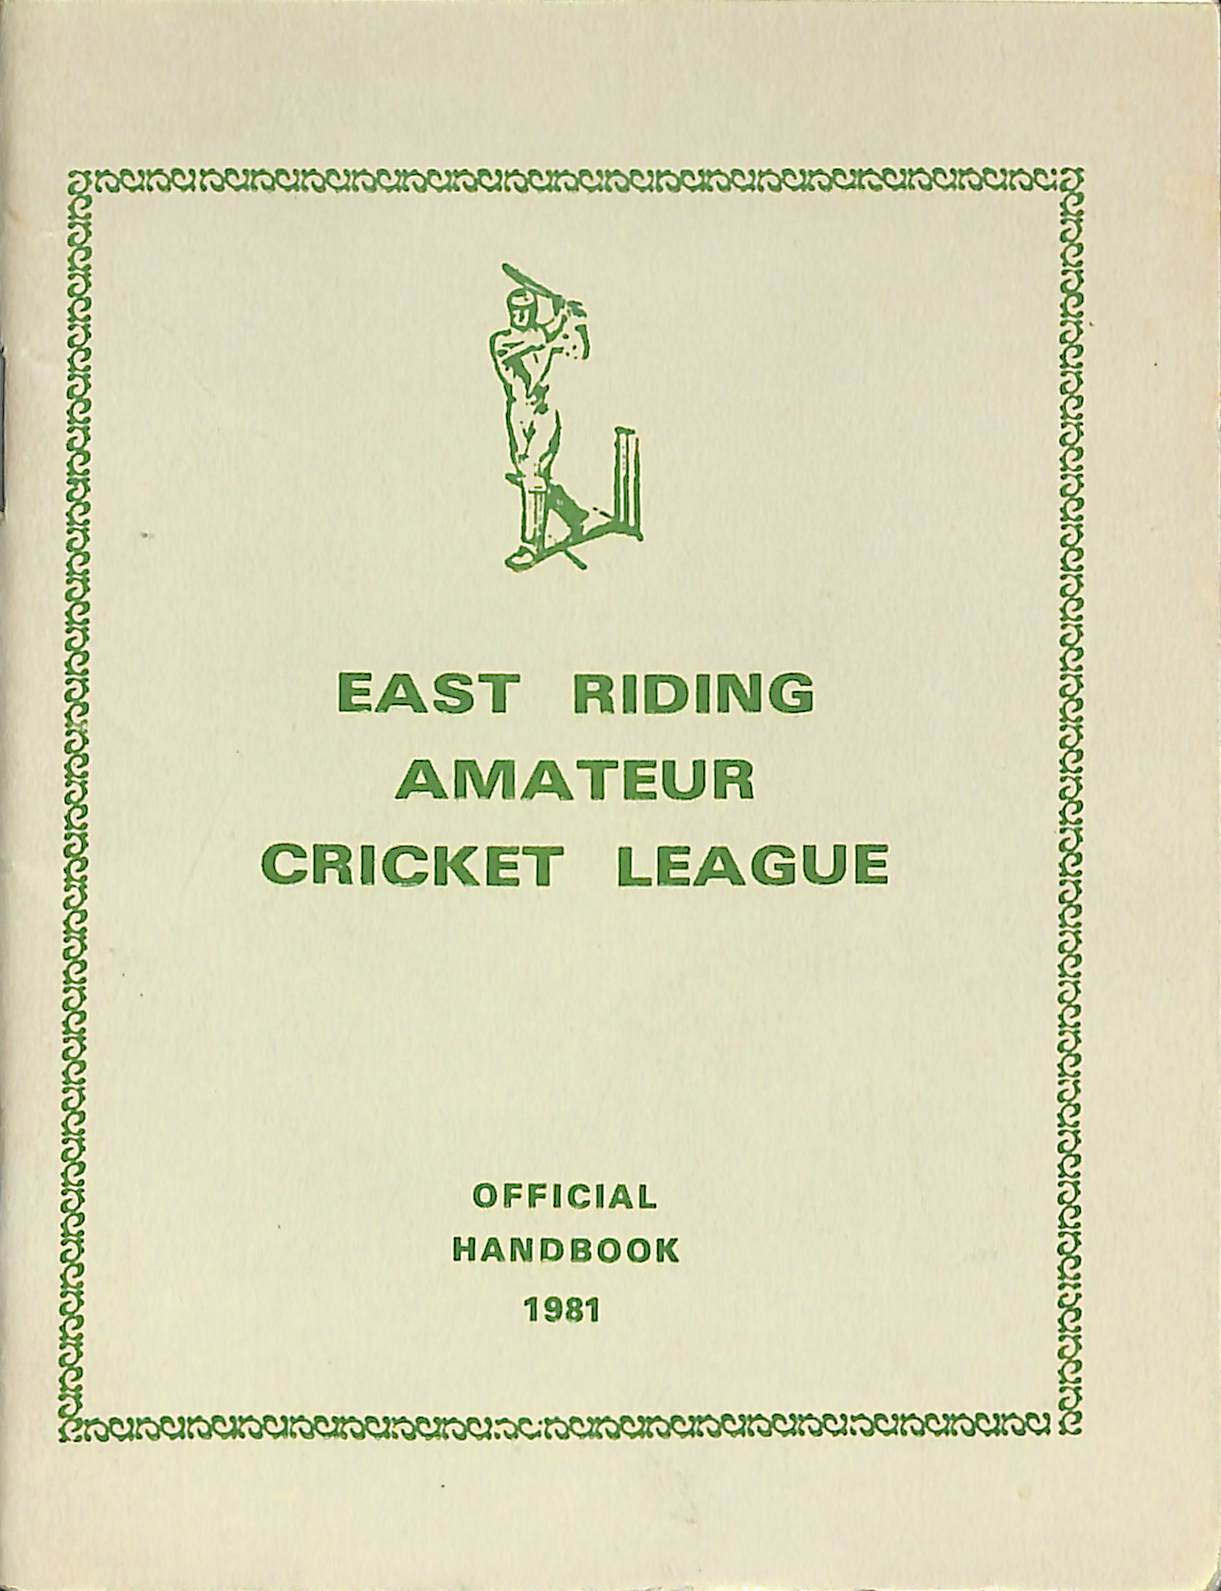 EAST RIDING
AMATEUR
CRICKET LEAGUE
OFFICIAL
HANDBOOK
1981